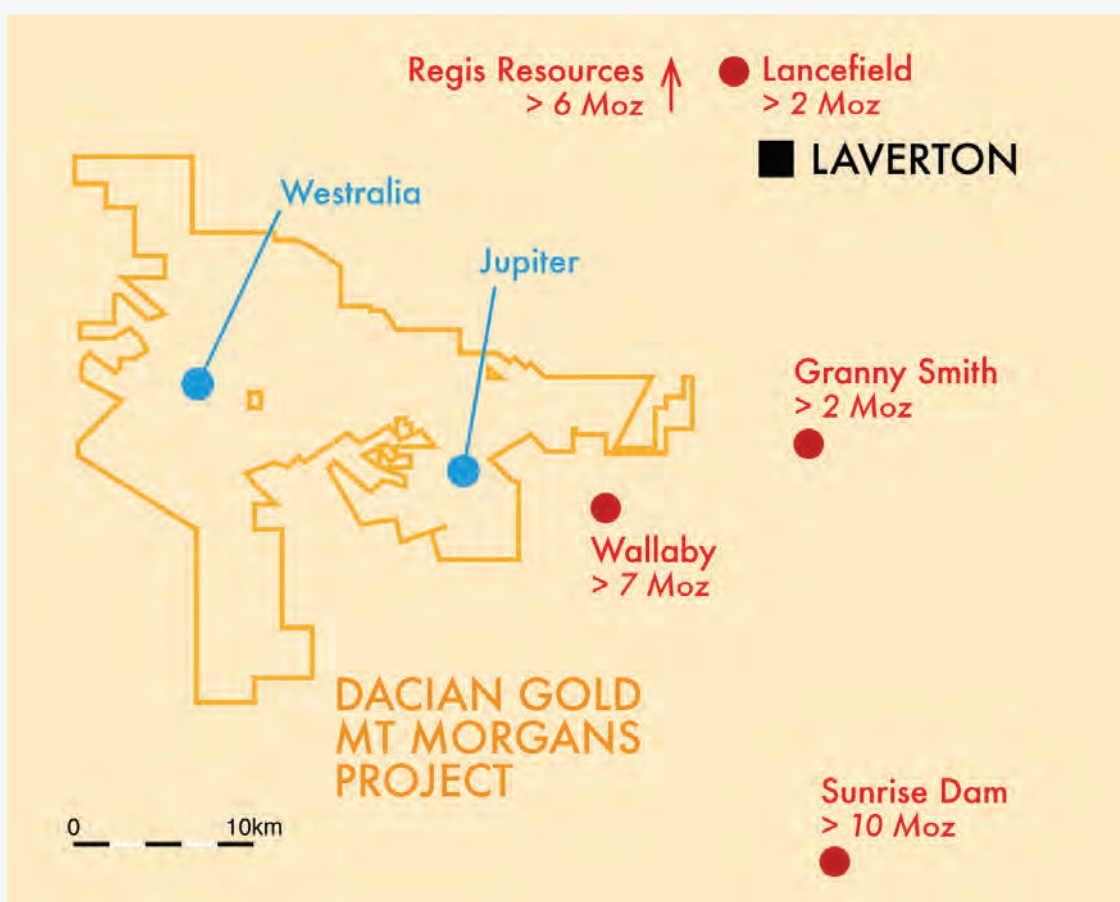 Regis Resources
> 6 Moz
Lancefield
> 2 Moz
LAVERTON
Westralia
Jupiter
Granny Smith
> 2 Moz
Wallaby
> 7 Moz
DACIAN GOLD
MT MORGANS
PROJECT
Sunrise Dam
> 10 Moz
0 10km